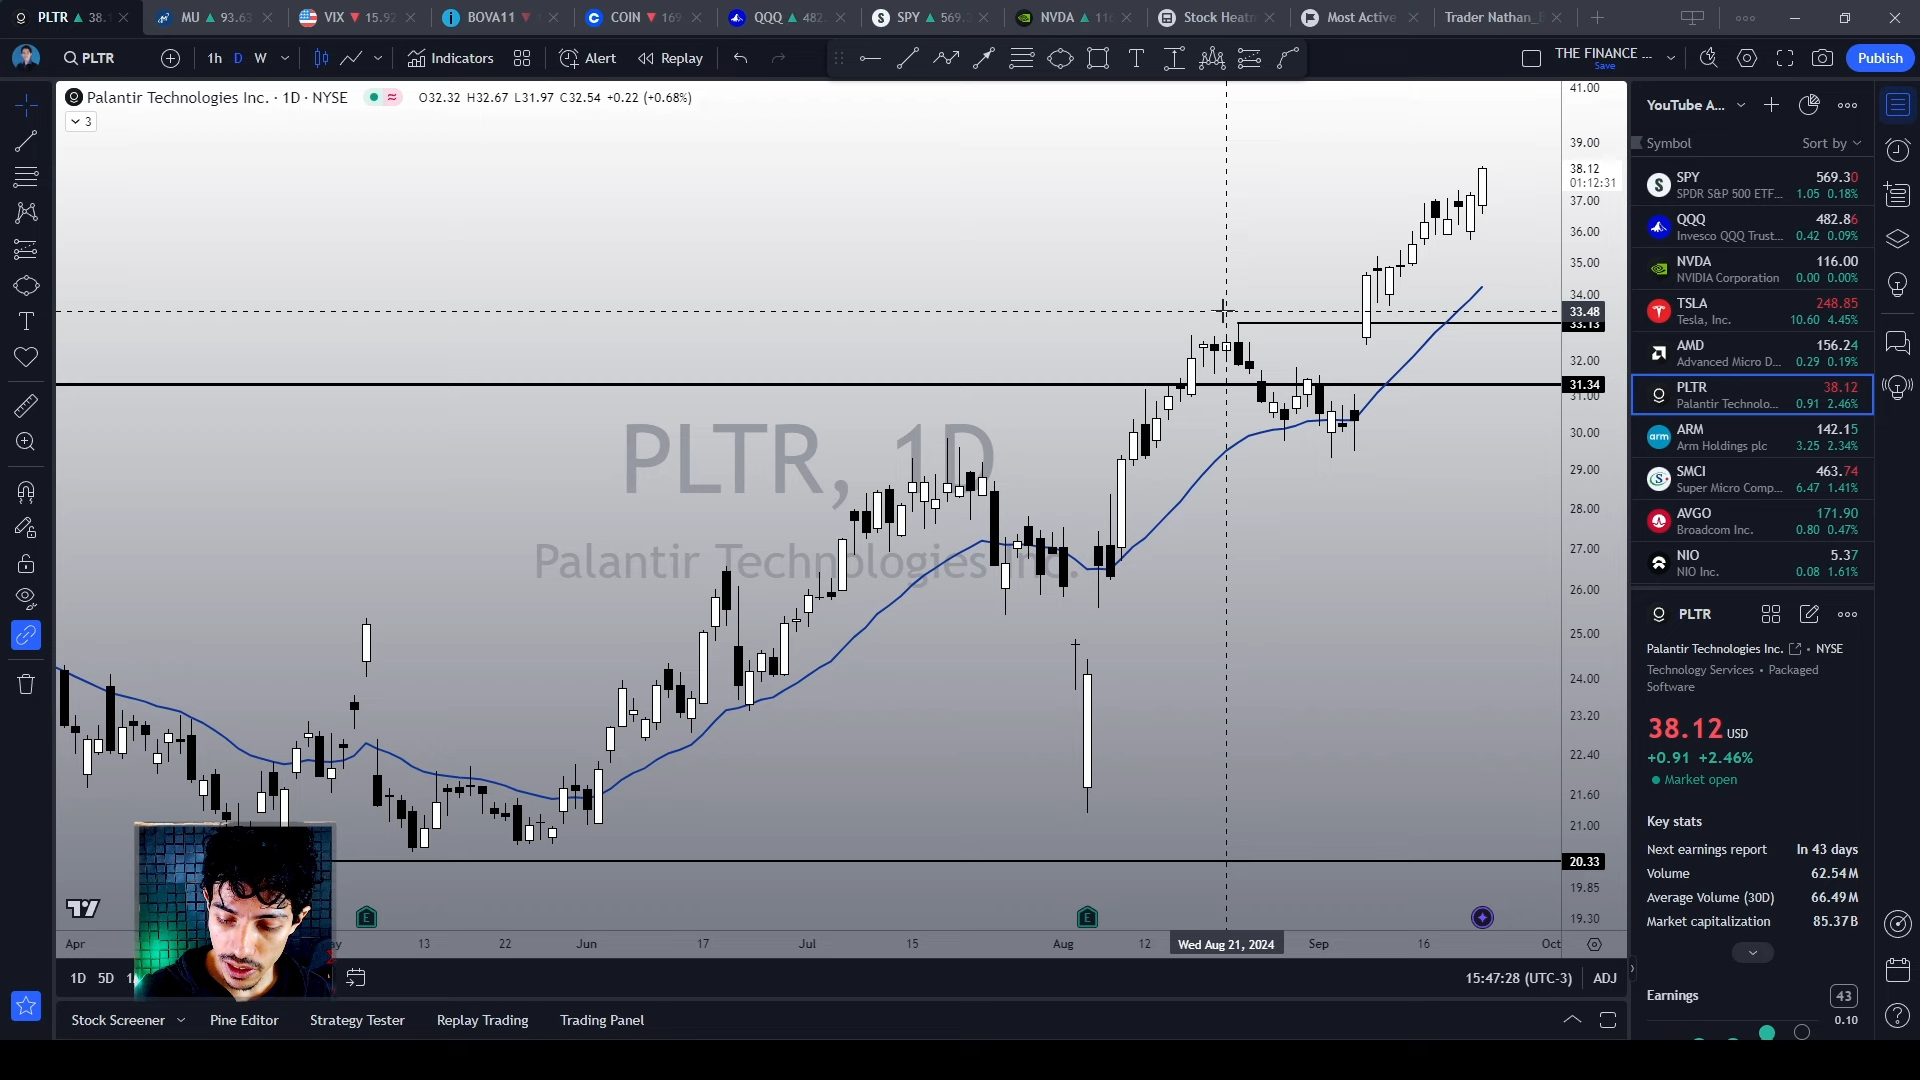 PLTR ▲ 38.1
MU ▲ 93.63
VIX ▼ 15.92
BOVA11 ▼
COIN ▼ 169
QQQ ▲ 482.
SPY ▲ 569.3
NVDA ▲ 116
Stock Heatm
Most Active
Trader Nathan_B
PLTR
1h D W
Indicators
Alert
Replay
THE FINANCE ...
Save
Publish
Palantir Technologies Inc. · 1D · NYSE
O32.32 H32.67 L31.97 C32.54 +0.22 (+0.68%)
3
PLTR, 1D
Palantir Technologies Inc.
41.00
39.00
38.12
01:12:31
37.00
36.00
35.00
34.00
33.48
33.13
32.00
31.34
31.00
30.00
29.00
28.00
27.00
26.00
25.00
24.00
23.20
22.40
21.60
21.00
20.33
19.85
19.30
E
E
Apr
13
22
Jun
17
Jul
15
Aug
12
Wed Aug 21, 2024
Sep
16
Oct
1D 5D
15:47:28 (UTC-3) ADJ
Stock Screener
Pine Editor
Strategy Tester
Replay Trading
Trading Panel
YouTube A...
Symbol
Sort by
SPY 569.30
SPDR S&P 500 ETF... 1.05 0.18%
QQQ 482.86
Invesco QQQ Trust... 0.42 0.09%
NVDA 116.00
NVIDIA Corporation 0.00 0.00%
TSLA 248.85
Tesla, Inc. 10.60 4.45%
AMD 156.24
Advanced Micro D... 0.29 0.19%
PLTR 38.12
Palantir Technolo... 0.91 2.46%
ARM 142.15
Arm Holdings plc 3.25 2.34%
SMCI 463.74
Super Micro Comp... 6.47 1.41%
AVGO 171.90
Broadcom Inc. 0.80 0.47%
NIO 5.37
NIO Inc. 0.08 1.61%
PLTR
Palantir Technologies Inc. • NYSE
Technology Services • Packaged
Software
38.12 USD
+0.91 +2.46%
Market open
Key stats
Next earnings report In 43 days
Volume 62.54M
Average Volume (30D) 66.49M
Market capitalization 85.37B
Earnings 43
0.10